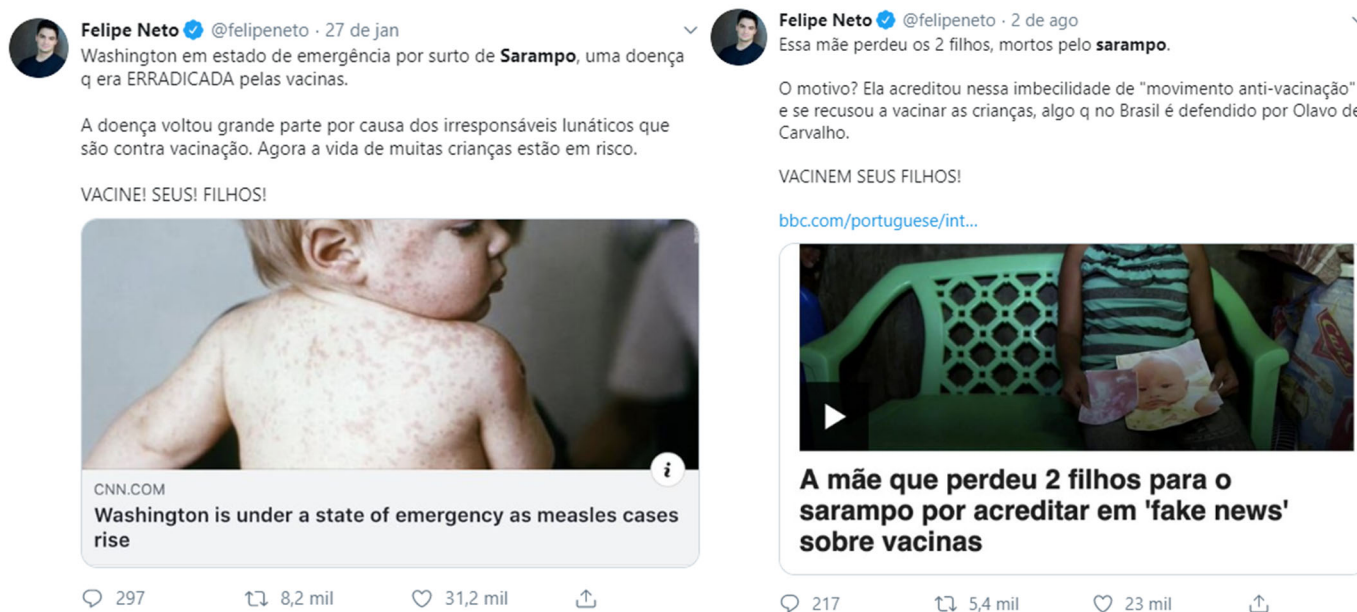 Felipe Neto @felipeneto · 27 de jan
Washington em estado de emergência por surto de Sarampo, uma doença
q era ERRADICADA pelas vacinas.
A doença voltou grande parte por causa dos irresponsáveis lunáticos que
são contra vacinação. Agora a vida de muitas crianças estão em risco.
VACINE! SEUS! FILHOS!
CNN.COM
Washington is under a state of emergency as measles cases
rise
297 8,2 mil 31,2 mil
Felipe Neto @felipeneto · 2 de ago
Essa mãe perdeu os 2 filhos, mortos pelo sarampo.
O motivo? Ela acreditou nessa imbecilidade de "movimento anti-vacinação"
e se recusou a vacinar as crianças, algo q no Brasil é defendido por Olavo de
Carvalho.
VACINEM SEUS FILHOS!
bbc.com/portuguese/int...
A mãe que perdeu 2 filhos para o
sarampo por acreditar em 'fake news'
sobre vacinas
217 5,4 mil 23 mil